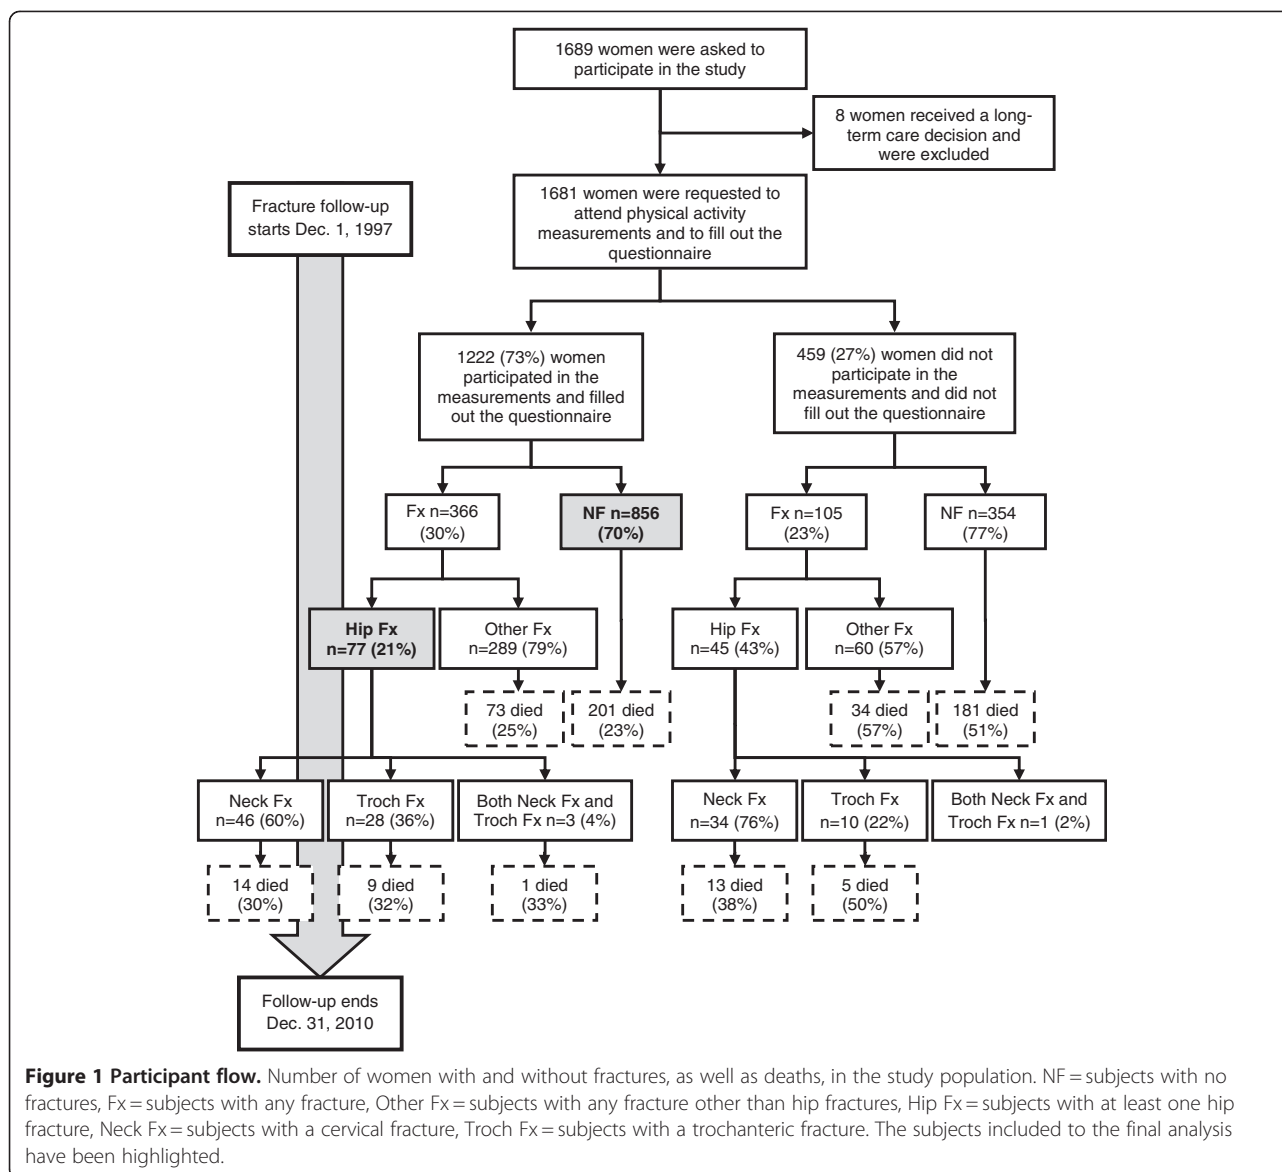 1689 women were asked to
participate in the study
8 women received a long-
term care decision and
were excluded
1681 women were requested to
attend physical activity
measurements and to fill out the
questionnaire
Fracture follow-up
starts Dec. 1, 1997
1222 (73%) women
participated in the
measurements and filled
out the questionnaire
459 (27%) women did not
participate in the
measurements and did not
fill out the questionnaire
Fx n=366
(30%)
NF n=856
(70%)
Fx n=105
(23%)
NF n=354
(77%)
Hip Fx
n=77 (21%)
Other Fx
n=289 (79%)
Hip Fx
n=45 (43%)
Other Fx
n=60 (57%)
73 died
(25%)
201 died
(23%)
34 died
(57%)
181 died
(51%)
Neck Fx
n=46 (60%)
Troch Fx
n=28 (36%)
Both Neck Fx and
Troch Fx n=3 (4%)
Neck Fx
n=34 (76%)
Troch Fx
n=10 (22%)
Both Neck Fx and
Troch Fx n=1 (2%)
14 died
(30%)
9 died
(32%)
1 died
(33%)
13 died
(38%)
5 died
(50%)
Follow-up ends
Dec. 31, 2010
Figure 1 Participant flow. Number of women with and without fractures, as well as deaths, in the study population. NF = subjects with no
fractures, Fx = subjects with any fracture, Other Fx = subjects with any fracture other than hip fractures, Hip Fx = subjects with at least one hip
fracture, Neck Fx = subjects with a cervical fracture, Troch Fx = subjects with a trochanteric fracture. The subjects included to the final analysis
have been highlighted.